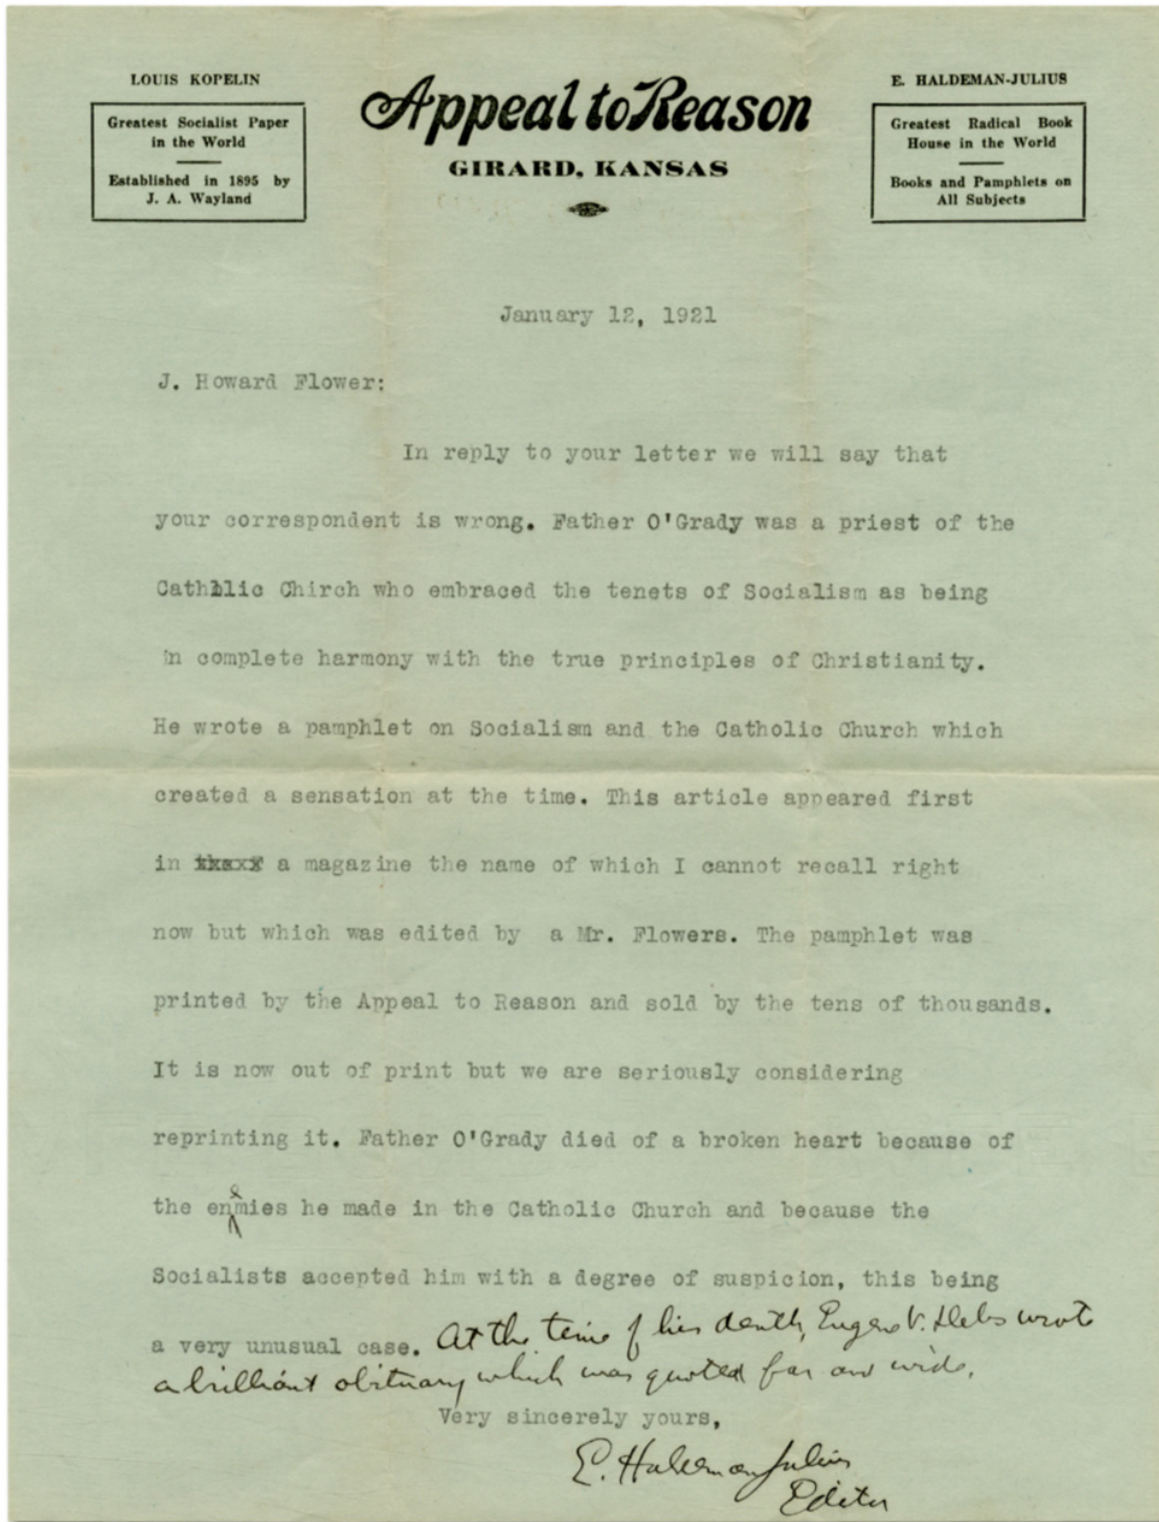 LOUIS KOPELIN
Greatest Socialist Paper
in the World
Established in 1895 by
J. A. Wayland
Appeal to Reason
GIRARD, KANSAS
E. HALDEMAN-JULIUS
Greatest Radical Book
House in the World
Books and Pamphlets on
All Subjects
January 12, 1921
J. Howard Flower:
In reply to your letter we will say that
your correspondent is wrong. Father O'Grady was a priest of the
Cathblic Chirch who embraced the tenets of Socialism as being
in complete harmony with the true principles of Christianity.
He wrote a pamphlet on Socialism and the Catholic Church which
created a sensation at the time. This article appeared first
in a magazine the name of which I cannot recall right
now but which was edited by a Mr. Flowers. The pamphlet was
printed by the Appeal to Reason and sold by the tens of thousands.
It is now out of print but we are seriously considering
reprinting it. Father O'Grady died of a broken heart because of
the enemies he made in the Catholic Church and because the
Socialists accepted him with a degree of suspicion, this being
a very unusual case. At the time of his death, Eugene V. Debs wrote
a brilliant obituary which was quoted far and wide.
Very sincerely yours,
E. Haldeman-Julius
Editor